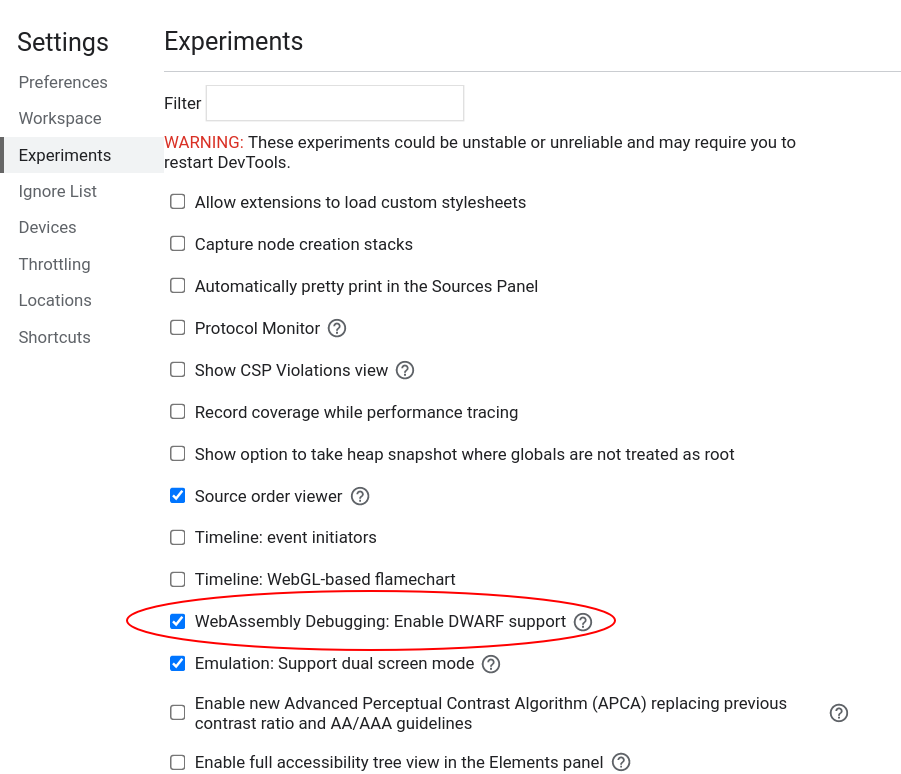 Settings
Preferences
Workspace
Experiments
Ignore List
Devices
Throttling
Locations
Shortcuts
Experiments
Filter
WARNING: These experiments could be unstable or unreliable and may require you to
restart DevTools.
Allow extensions to load custom stylesheets
Capture node creation stacks
Automatically pretty print in the Sources Panel
Protocol Monitor
Show CSP Violations view
Record coverage while performance tracing
Show option to take heap snapshot where globals are not treated as root
Source order viewer
Timeline: event initiators
Timeline: WebGL-based flamechart
WebAssembly Debugging: Enable DWARF support
Emulation: Support dual screen mode
Enable new Advanced Perceptual Contrast Algorithm (APCA) replacing previous
contrast ratio and AA/AAA guidelines
Enable full accessibility tree view in the Elements panel